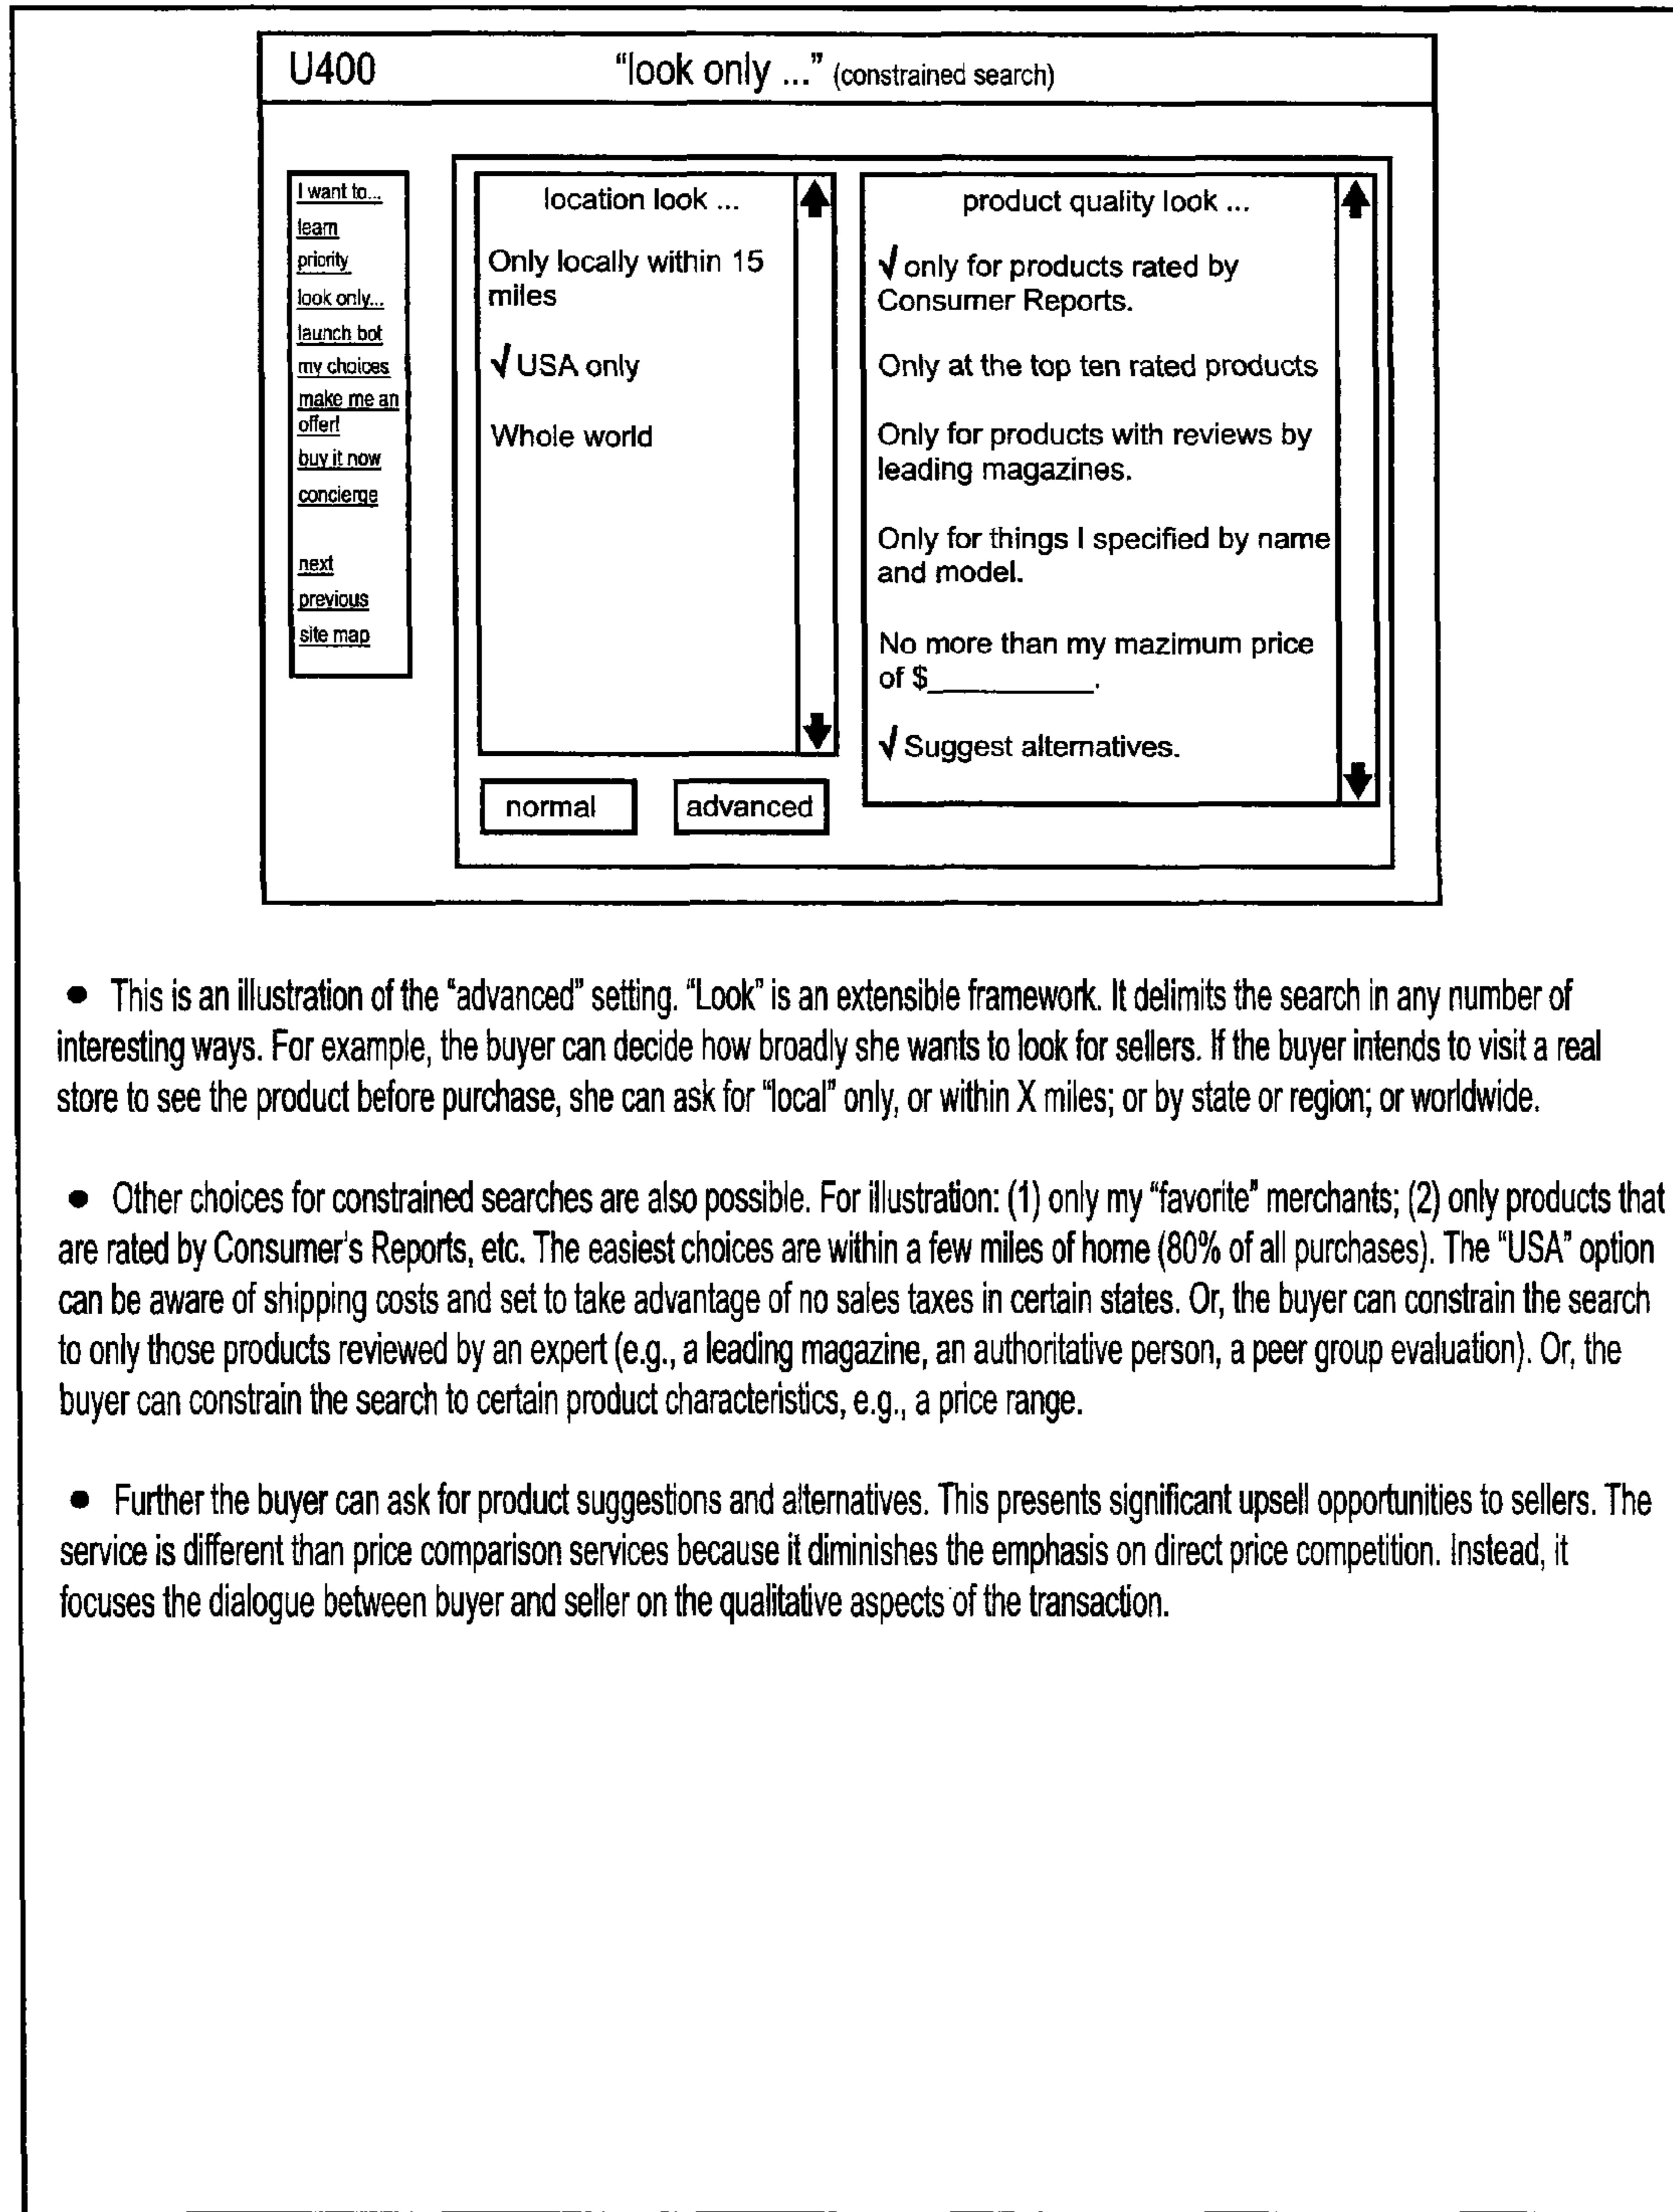 U400
"look only ..." (constrained search)
I want to...
learn
priority
look only...
launch bot
my choices
make me an
offer!
buy it now
concierge
next
previous
site map
location look ...
Only locally within 15
miles
√ USA only
Whole world
normal
advanced
product quality look ...
√ only for products rated by
Consumer Reports.
Only at the top ten rated products
Only for products with reviews by
leading magazines.
Only for things I specified by name
and model.
No more than my mazimum price
of $___________.
√ Suggest alternatives.
● This is an illustration of the "advanced" setting. "Look" is an extensible framework. It delimits the search in any number of
interesting ways. For example, the buyer can decide how broadly she wants to look for sellers. If the buyer intends to visit a real
store to see the product before purchase, she can ask for "local" only, or within X miles; or by state or region; or worldwide.
● Other choices for constrained searches are also possible. For illustration: (1) only my "favorite" merchants; (2) only products that
are rated by Consumer's Reports, etc. The easiest choices are within a few miles of home (80% of all purchases). The "USA" option
can be aware of shipping costs and set to take advantage of no sales taxes in certain states. Or, the buyer can constrain the search
to only those products reviewed by an expert (e.g., a leading magazine, an authoritative person, a peer group evaluation). Or, the
buyer can constrain the search to certain product characteristics, e.g., a price range.
● Further the buyer can ask for product suggestions and alternatives. This presents significant upsell opportunities to sellers. The
service is different than price comparison services because it diminishes the emphasis on direct price competition. Instead, it
focuses the dialogue between buyer and seller on the qualitative aspects of the transaction.